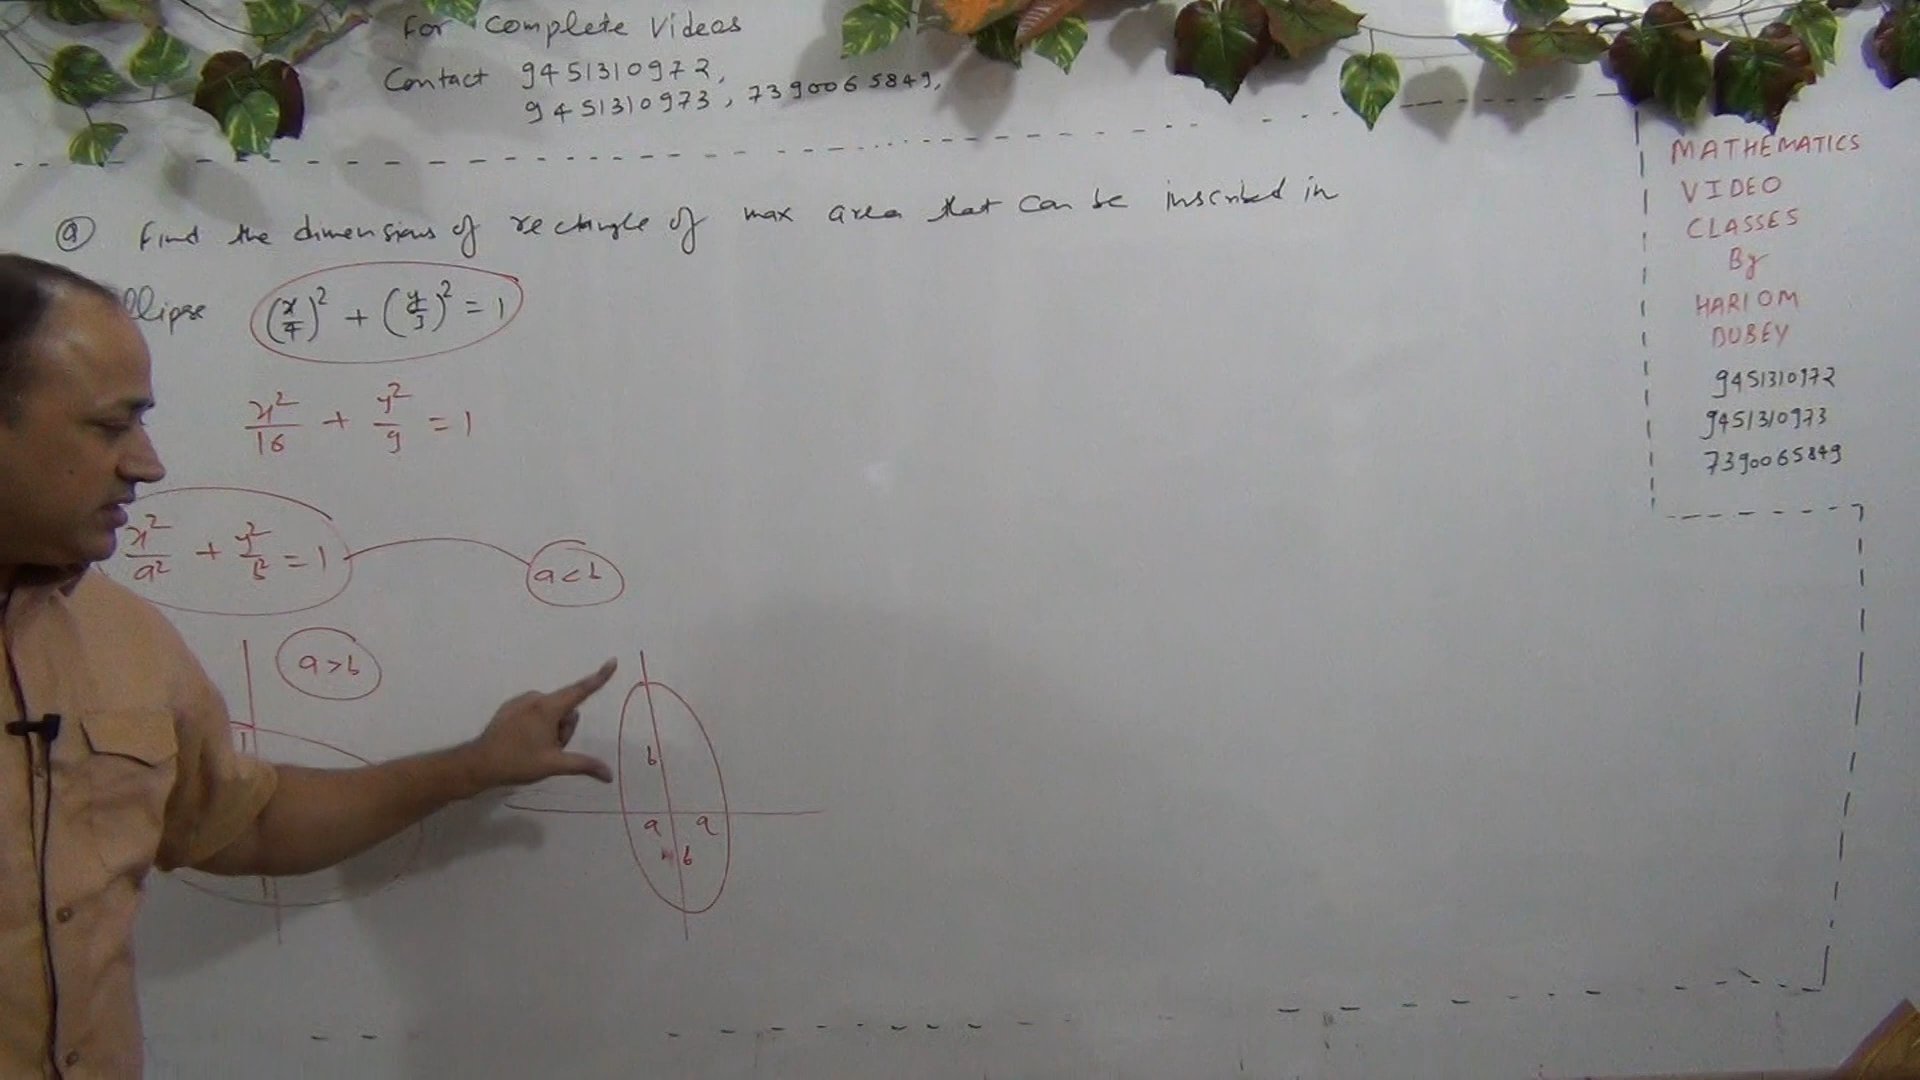 For Complete Videos
Contact 9451310972,
9451310973, 7390065849,
Q Find the dimensions of rectangle of max area that can be inscribed in
llipse (x/4)² + (y/3)² = 1
x²/16 + y²/9 = 1
x²/a² + y²/b² = 1
a<b
a>b
b
a a
b
MATHEMATICS
VIDEO
CLASSES
By
HARIOM
DUBEY
9451310972
9451310973
7390065849